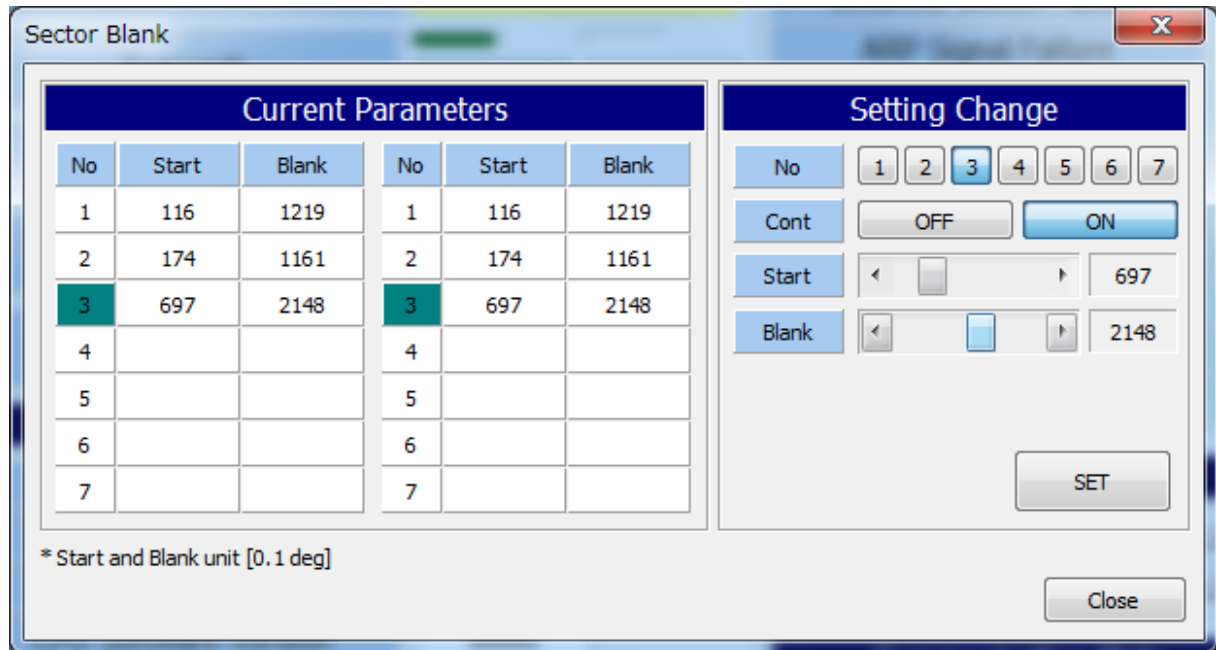 Sector Blank
Current Parameters
No Start Blank No Start Blank
1 116 1219 1 116 1219
2 174 1161 2 174 1161
3 697 2148 3 697 2148
4 4
5 5
6 6
7 7
* Start and Blank unit [0.1 deg]
Setting Change
No 1 2 3 4 5 6 7
Cont OFF ON
Start 697
Blank 2148
SET
Close